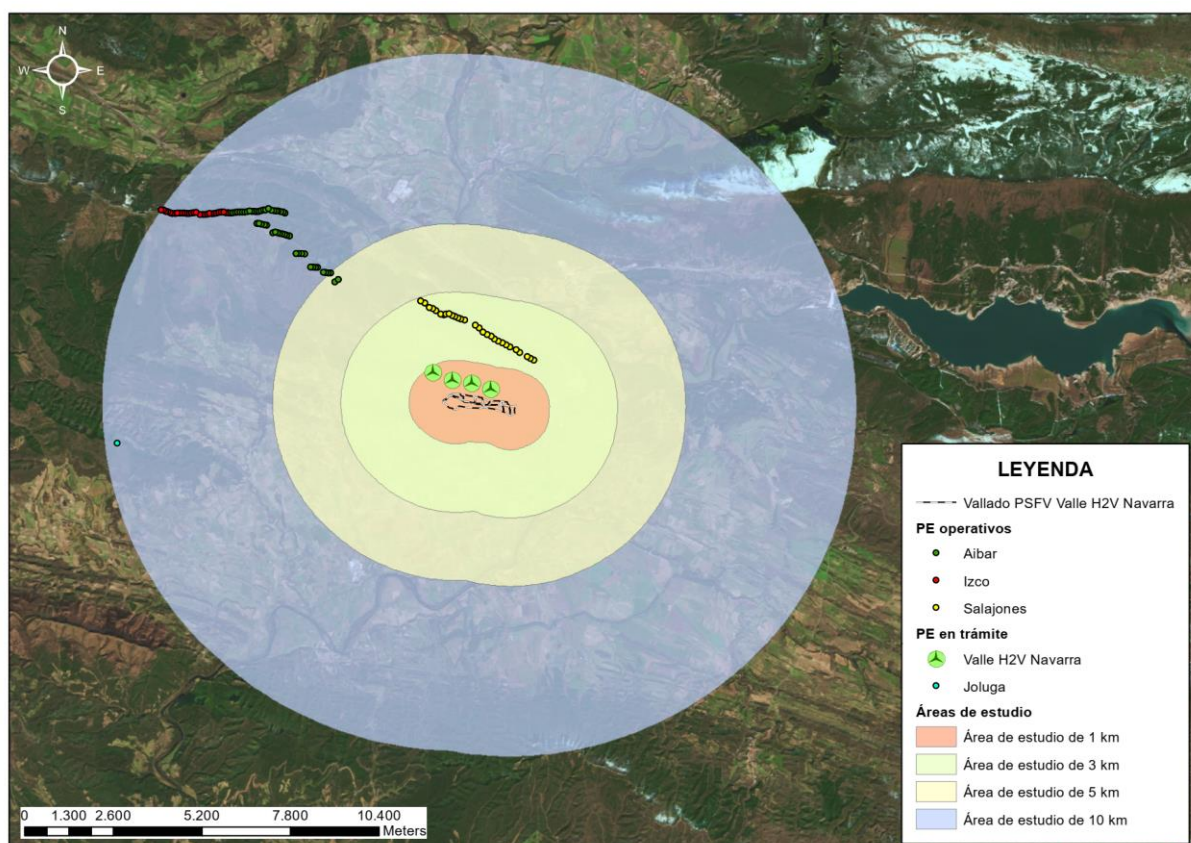 N
W E
S
LEYENDA
Vallado PSFV Valle H2V Navarra
PE operativos
Aibar
Izco
Salajones
PE en trámite
Valle H2V Navarra
Joluga
Áreas de estudio
Área de estudio de 1 km
Área de estudio de 3 km
Área de estudio de 5 km
Área de estudio de 10 km
0 1.300 2.600 5.200 7.800 10.400
Meters